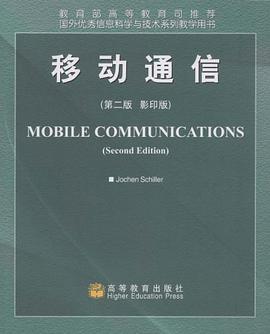 教育部高等教育司推荐
国外优秀信息科学与技术系列教学用书
移动通信
(第二版 影印版)
MOBILE COMMUNICATIONS
(Second Edition)
Jochen Schiller
高等教育出版社
Higher Education Press